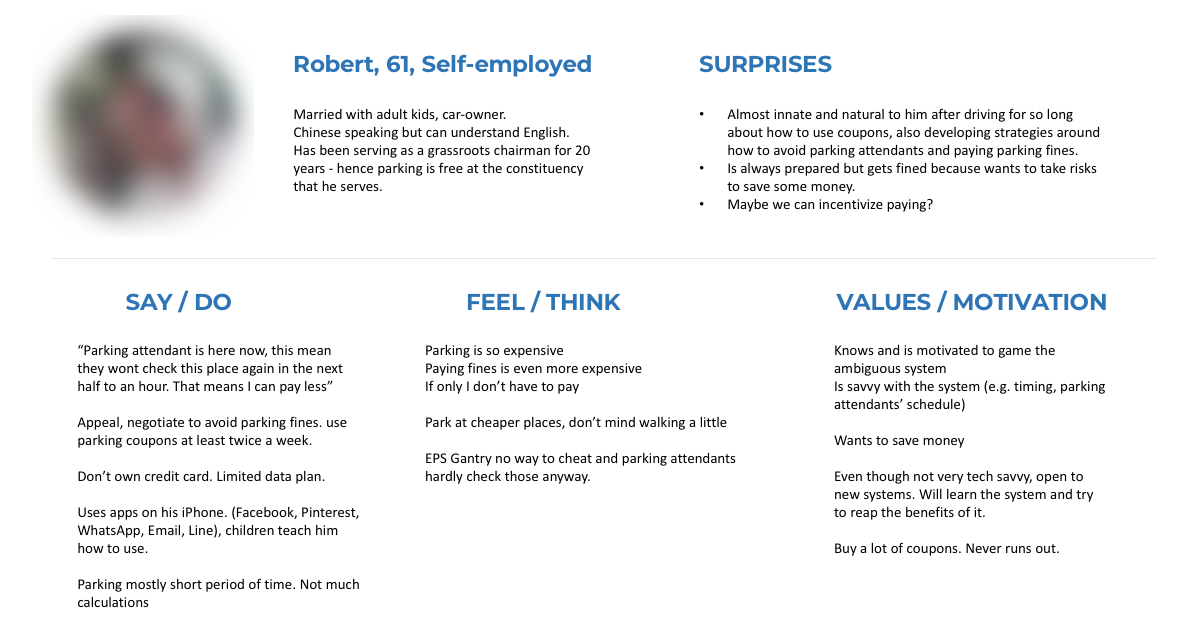 Robert, 61, Self-employed
Married with adult kids, car-owner.
Chinese speaking but can understand English.
Has been serving as a grassroots chairman for 20
years - hence parking is free at the constituency
that he serves.
SURPRISES
• Almost innate and natural to him after driving for so long
about how to use coupons, also developing strategies around
how to avoid parking attendants and paying parking fines.
• Is always prepared but gets fined because wants to take risks
to save some money.
• Maybe we can incentivize paying?
SAY / DO
“Parking attendant is here now, this mean
they wont check this place again in the next
half to an hour. That means I can pay less”
Appeal, negotiate to avoid parking fines. use
parking coupons at least twice a week.
Don’t own credit card. Limited data plan.
Uses apps on his iPhone. (Facebook, Pinterest,
WhatsApp, Email, Line), children teach him
how to use.
Parking mostly short period of time. Not much
calculations
FEEL / THINK
Parking is so expensive
Paying fines is even more expensive
If only I don’t have to pay
Park at cheaper places, don’t mind walking a little
EPS Gantry no way to cheat and parking attendants
hardly check those anyway.
VALUES / MOTIVATION
Knows and is motivated to game the
ambiguous system
Is savvy with the system (e.g. timing, parking
attendants’ schedule)
Wants to save money
Even though not very tech savvy, open to
new systems. Will learn the system and try
to reap the benefits of it.
Buy a lot of coupons. Never runs out.